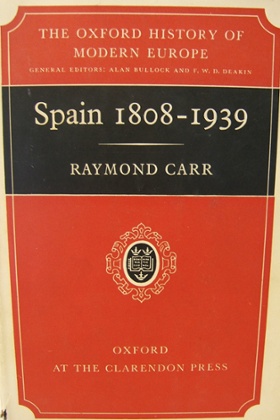 THE OXFORD HISTORY OF
MODERN EUROPE
GENERAL EDITORS: ALAN BULLOCK AND F. W. D. DEAKIN
Spain 1808-1939
RAYMOND CARR
OXFORD
AT THE CLARENDON PRESS